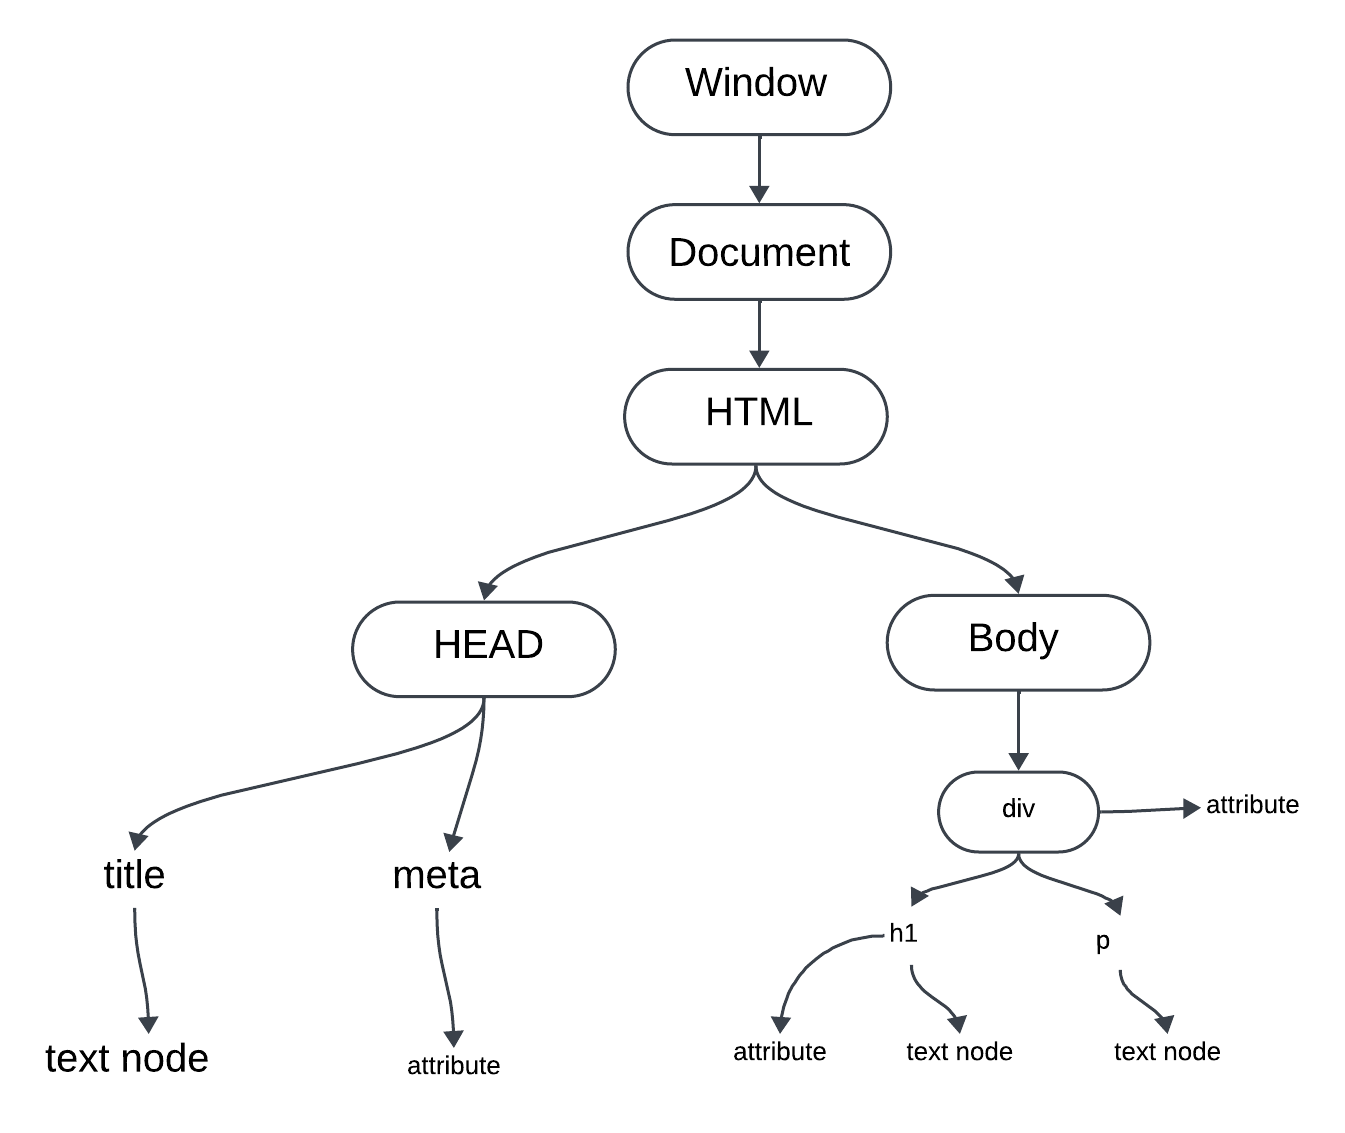 Window
Document
HTML
HEAD
Body
div
attribute
title
meta
h1
p
text node
attribute
attribute
text node
text node